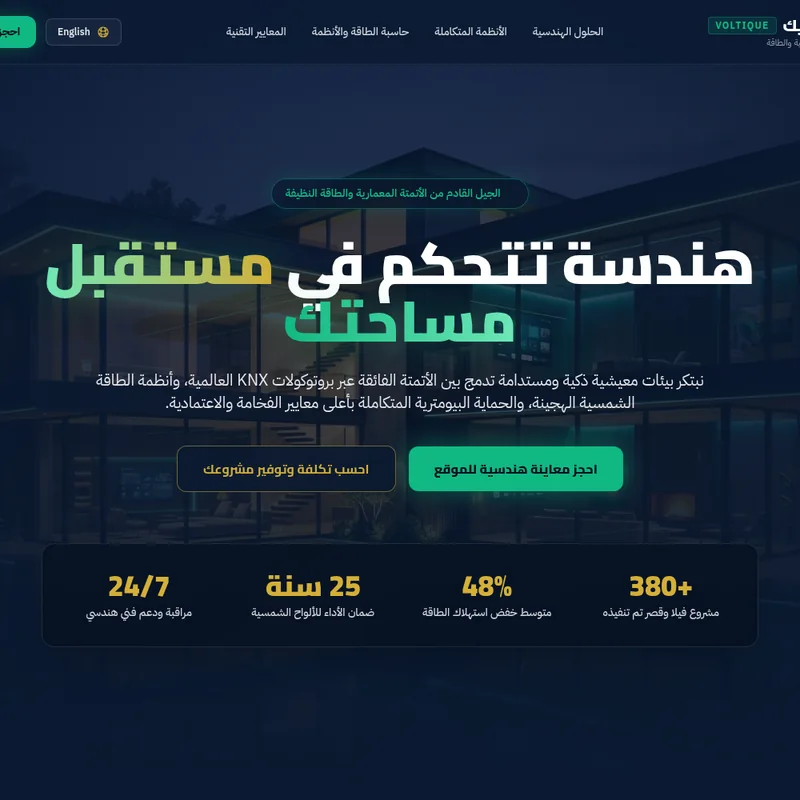 VOLTIQUE
الحلول الهندسية
الأنظمة المتكاملة
حاسبة الطاقة والأنظمة
المعايير التقنية
English
والطاقة
الجيل القادم من الأتمتة المعمارية والطاقة النظيفة
هندسة تتحكم في مستقبل
مساحتك
نبتكر بيئات معيشية ذكية ومستدامة تدمج بين الأتمتة الفائقة عبر بروتوكولات KNX العالمية، وأنظمة الطاقة
الشمسية الهجينة، والحماية البيومترية المتكاملة بأعلى معايير الفخامة والاعتمادية.
احجز معاينة هندسية للموقع
احسب تكلفة وتوفير مشروعك
380+
48%
25 سنة
24/7
مشروع فيلا وقصر تم تنفيذه
متوسط خفض استهلاك الطاقة
ضمان الأداء للألواح الشمسية
مراقبة ودعم فني هندسي